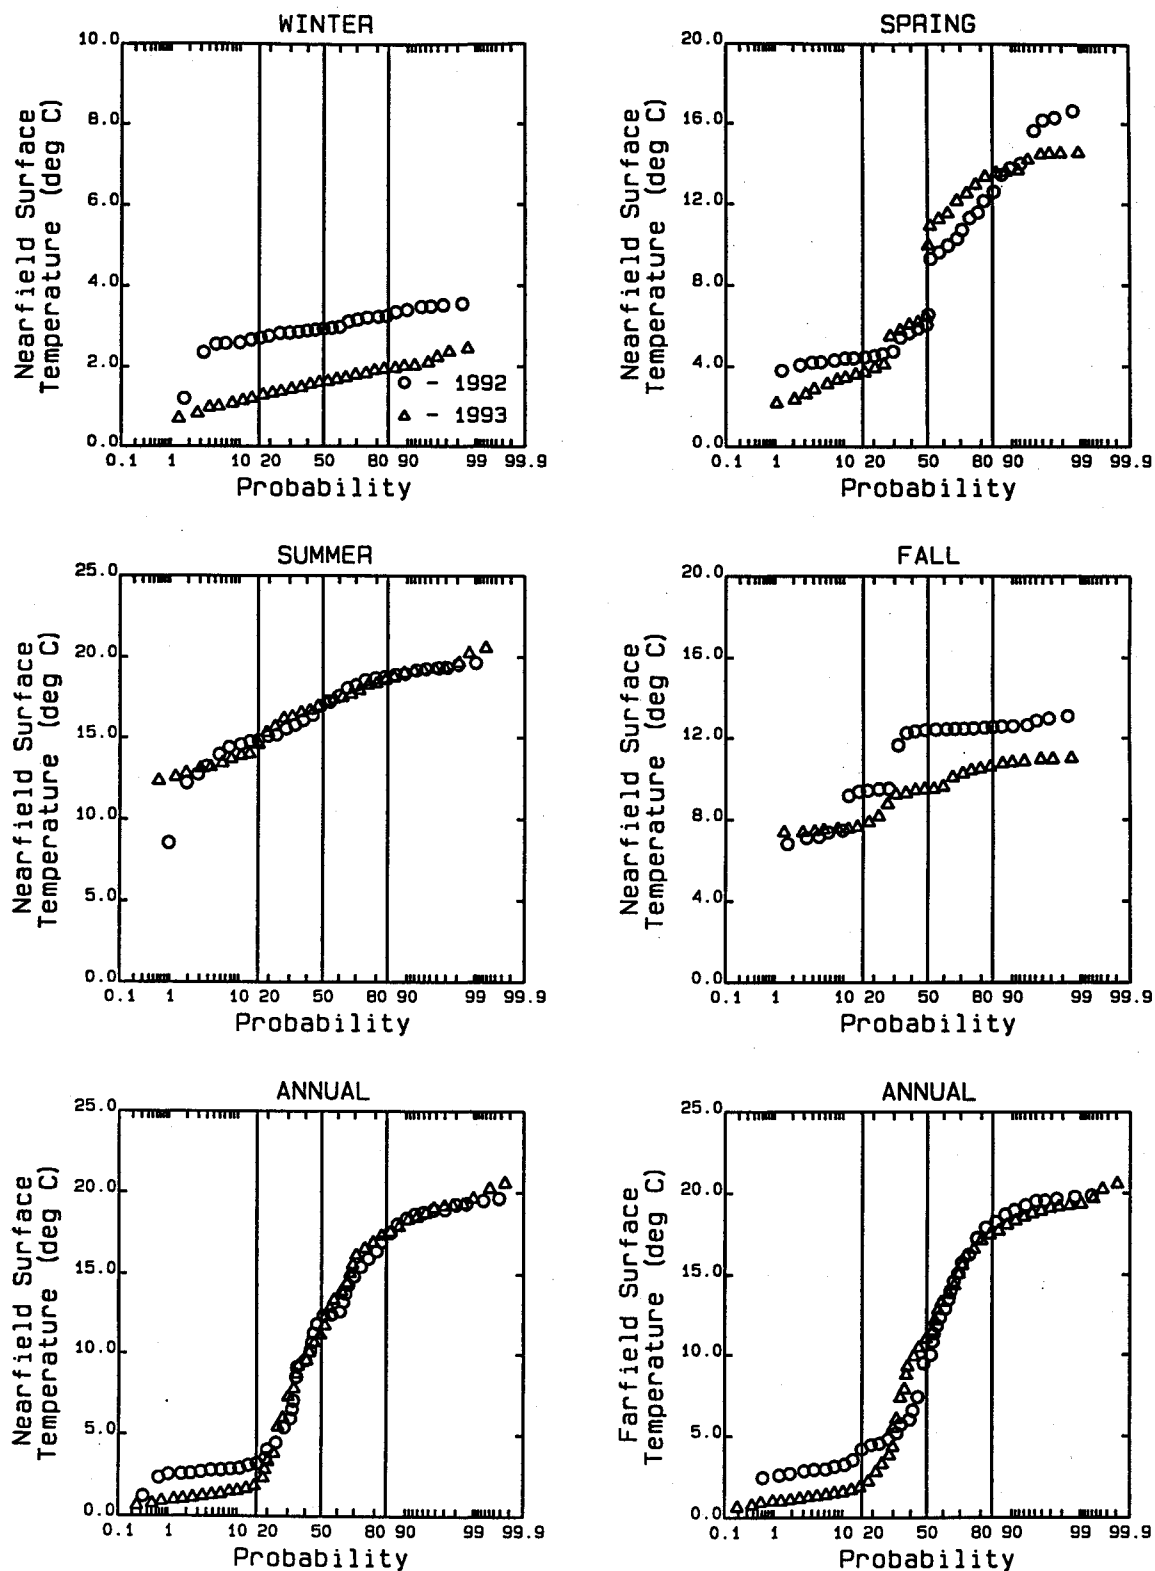 WINTER
10.0
8.0
6.0
4.0
2.0
0.0
Nearfield Surface
Temperature (deg C)
○ - 1992
△ - 1993
0.1 1 10 20 50 80 90 99 99.9
Probability
SPRING
20.0
16.0
12.0
8.0
4.0
0.0
Nearfield Surface
Temperature (deg C)
0.1 1 10 20 50 80 90 99 99.9
Probability
SUMMER
25.0
20.0
15.0
10.0
5.0
0.0
Nearfield Surface
Temperature (deg C)
0.1 1 10 20 50 80 90 99 99.9
Probability
FALL
20.0
16.0
12.0
8.0
4.0
0.0
Nearfield Surface
Temperature (deg C)
0.1 1 10 20 50 80 90 99 99.9
Probability
ANNUAL
25.0
20.0
15.0
10.0
5.0
0.0
Nearfield Surface
Temperature (deg C)
0.1 1 10 20 50 80 90 99 99.9
Probability
ANNUAL
25.0
20.0
15.0
10.0
5.0
0.0
Farfield Surface
Temperature (deg C)
0.1 1 10 20 50 80 90 99 99.9
Probability